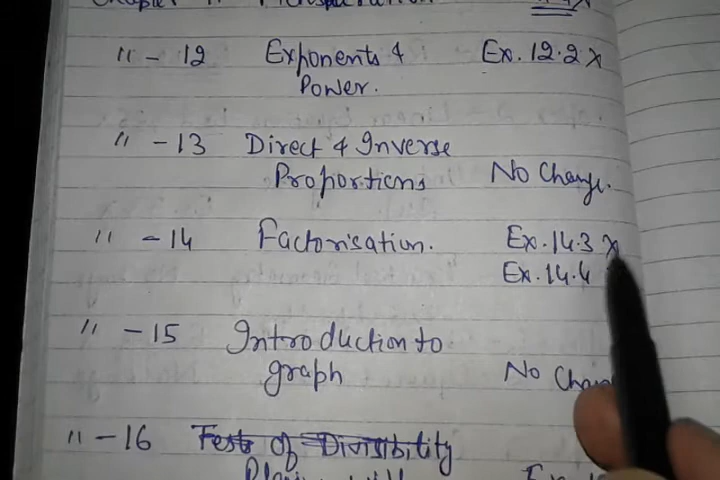 Chapter
" - 12 Exponents & Ex. 12.2 x
Power.
" - 13 Direct & Inverse
Proportions No Change.
" - 14 Factorisation. Ex. 14.3 x
Ex. 14.4
" - 15 Introduction to
graph No Chan
" - 16 Tests of Divisibility